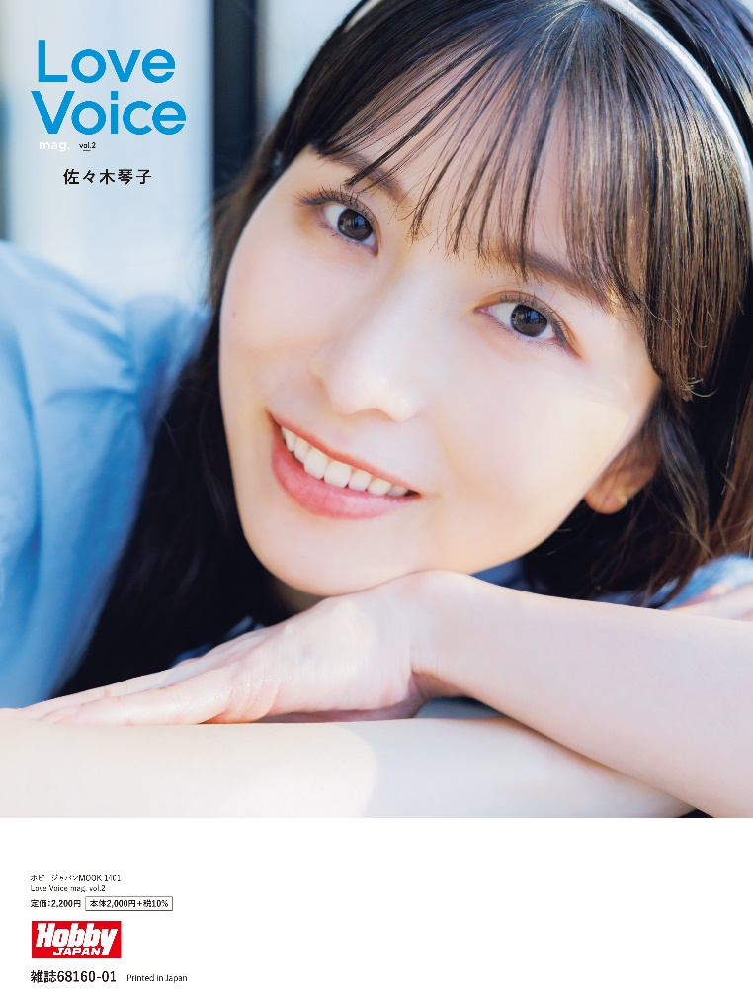 Love
Voice
mag. vol.2
佐々木琴子
ホビージャパンMOOK 1401
Love Voice mag. vol.2
定価:2,200円 本体2,000円+税10%
Hobby
JAPAN
雑誌68160-01 Printed in Japan